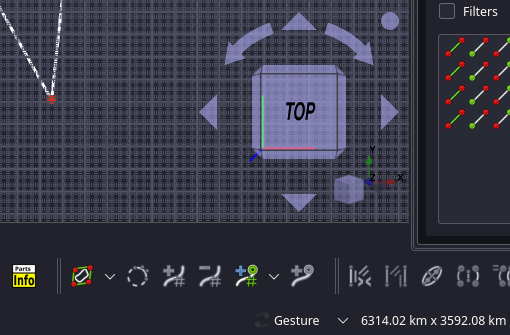 Filters
TOP
Y
Z
X
Parts
Info
Gesture
6314.02 km x 3592.08 km